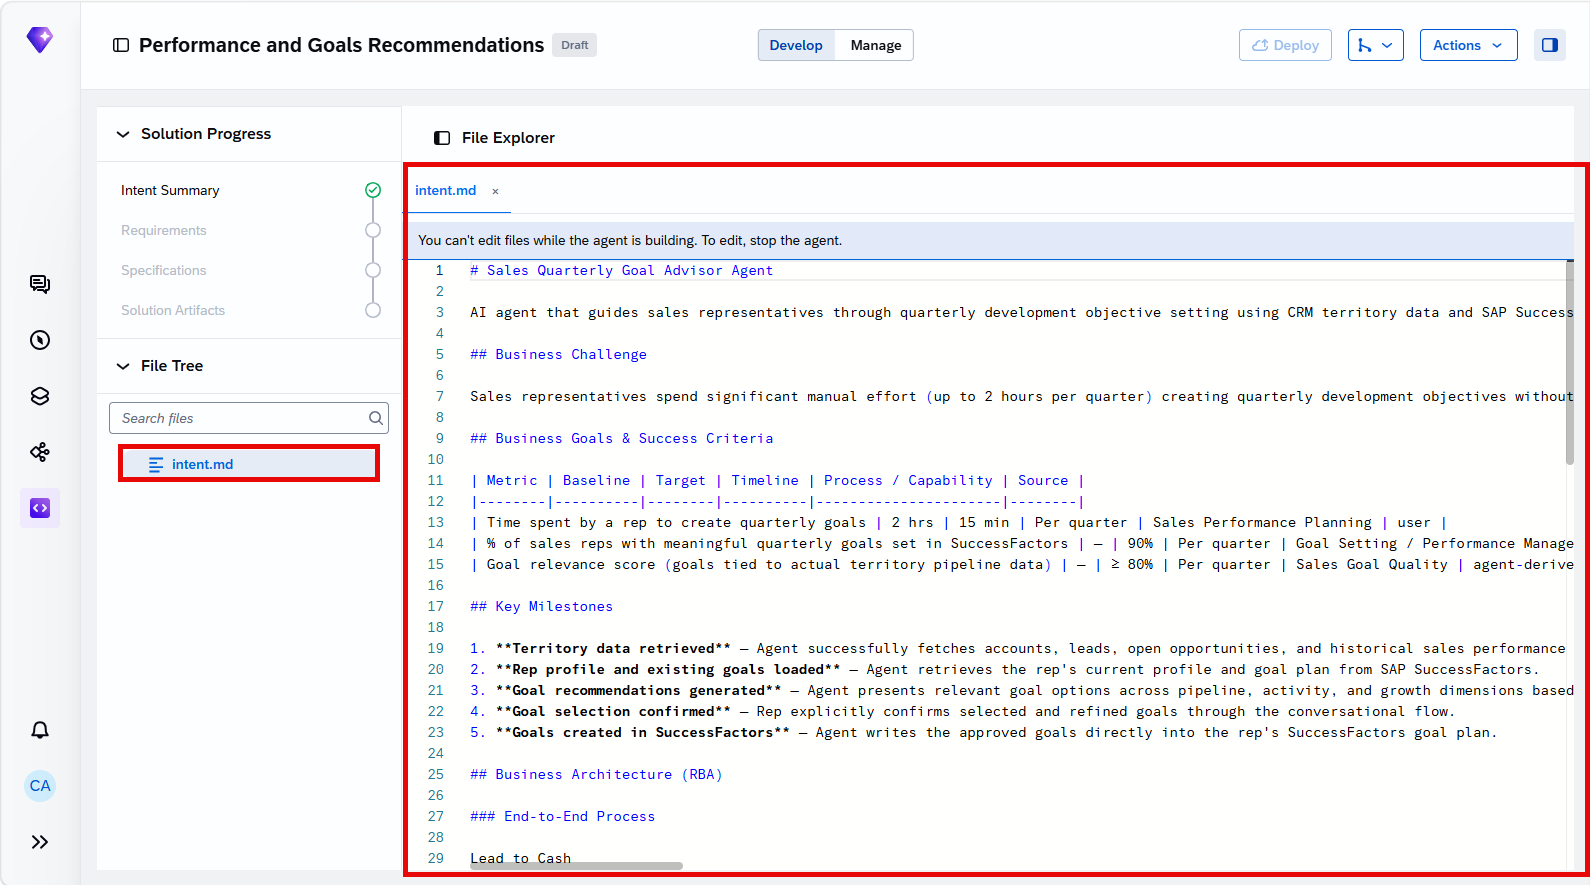 Performance and Goals Recommendations Draft
Develop Manage
Deploy
Actions
Solution Progress
Intent Summary
Requirements
Specifications
Solution Artifacts
File Tree
Search files
intent.md
CA
File Explorer
intent.md ×
You can't edit files while the agent is building. To edit, stop the agent.
1 # Sales Quarterly Goal Advisor Agent
2
3 AI agent that guides sales representatives through quarterly development objective setting using CRM territory data and SAP Success
4
5 ## Business Challenge
6
7 Sales representatives spend significant manual effort (up to 2 hours per quarter) creating quarterly development objectives without
8
9 ## Business Goals & Success Criteria
10
11 | Metric | Baseline | Target | Timeline | Process / Capability | Source |
12 |--------|----------|--------|----------|----------------------|--------|
13 | Time spent by a rep to create quarterly goals | 2 hrs | 15 min | Per quarter | Sales Performance Planning | user |
14 | % of sales reps with meaningful quarterly goals set in SuccessFactors | — | 90% | Per quarter | Goal Setting / Performance Manage
15 | Goal relevance score (goals tied to actual territory pipeline data) | — | ≥ 80% | Per quarter | Sales Goal Quality | agent-derive
16
17 ## Key Milestones
18
19 1. **Territory data retrieved** — Agent successfully fetches accounts, leads, open opportunities, and historical sales performance
20 2. **Rep profile and existing goals loaded** — Agent retrieves the rep's current profile and goal plan from SAP SuccessFactors.
21 3. **Goal recommendations generated** — Agent presents relevant goal options across pipeline, activity, and growth dimensions based
22 4. **Goal selection confirmed** — Rep explicitly confirms selected and refined goals through the conversational flow.
23 5. **Goals created in SuccessFactors** — Agent writes the approved goals directly into the rep's SuccessFactors goal plan.
24
25 ## Business Architecture (RBA)
26
27 ### End-to-End Process
28
29 Lead to Cash